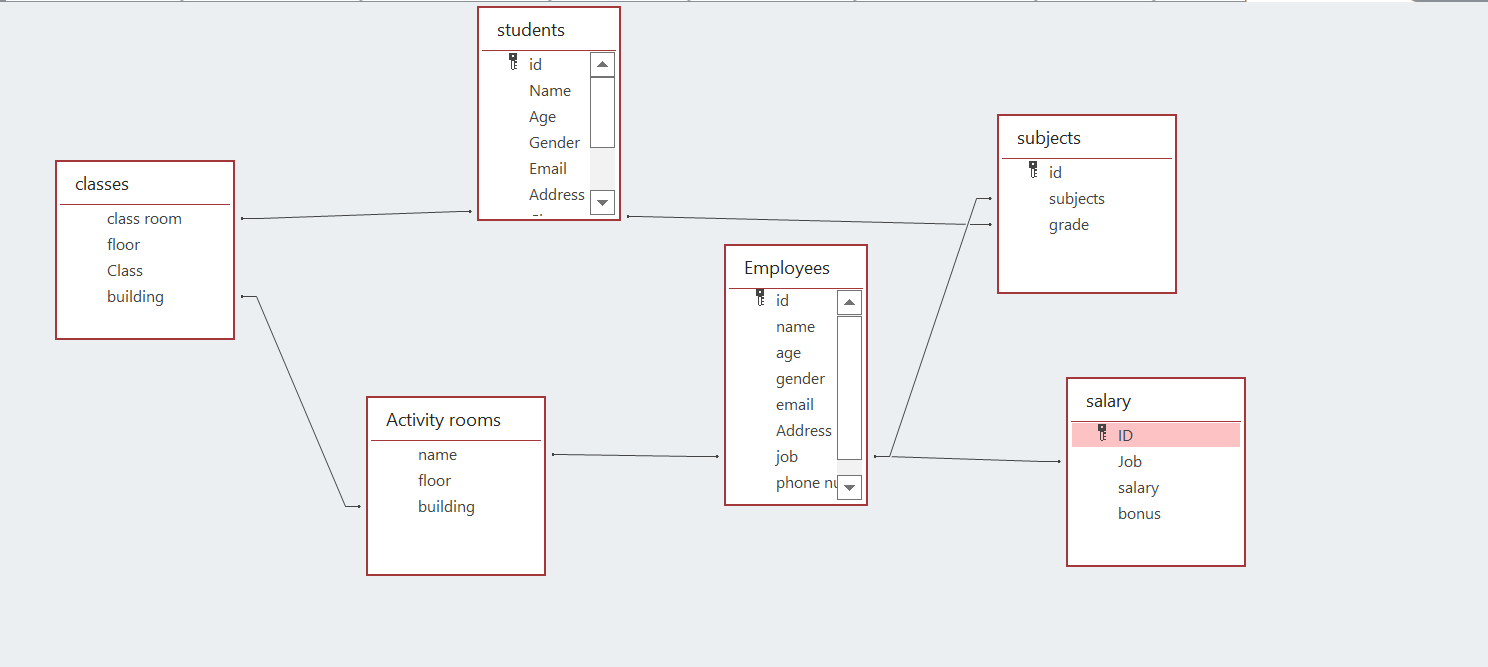 students
id
Name
Age
Gender
Email
Address
subjects
id
subjects
grade
classes
class room
floor
Class
building
Employees
id
name
age
gender
email
Address
job
phone
Activity rooms
name
floor
building
salary
ID
Job
salary
bonus